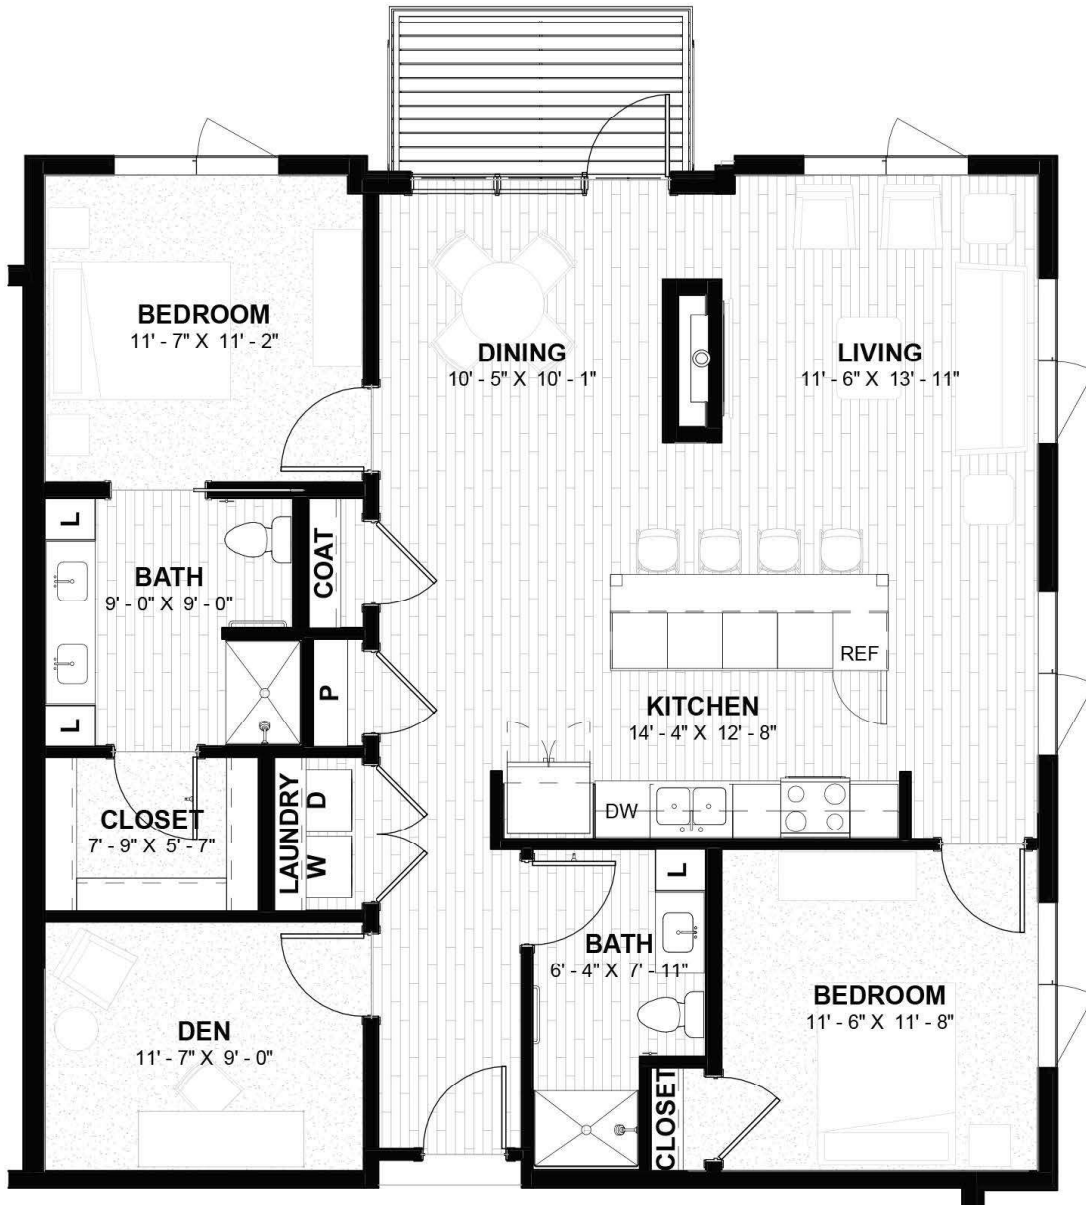 BEDROOM
11' - 7" X 11' - 2"
DINING
10' - 5" X 10' - 1"
LIVING
11' - 6" X 13' - 11"
L
BATH
9' - 0" X 9' - 0"
COAT
REF
P
L
KITCHEN
14' - 4" X 12' - 8"
CLOSET
7' - 9" X 5' - 7"
LAUNDRY
D
W
DW
L
BATH
6' - 4" X 7' - 11"
BEDROOM
11' - 6" X 11' - 8"
DEN
11' - 7" X 9' - 0"
CLOSET